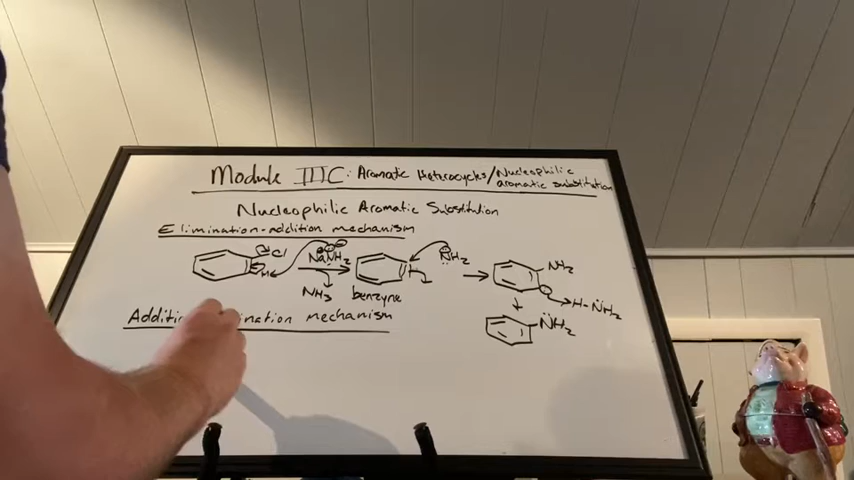 Module IIIC: Aromatic Heterocycles/Nucleophilic aromatic substitution
Nucleophilic Aromatic Substitution
Elimination-addition mechanism
Cl H NaNH₂ NH₂ NH₂
NH₃ benzyne H-NH₂
Addition mechanism NH₂